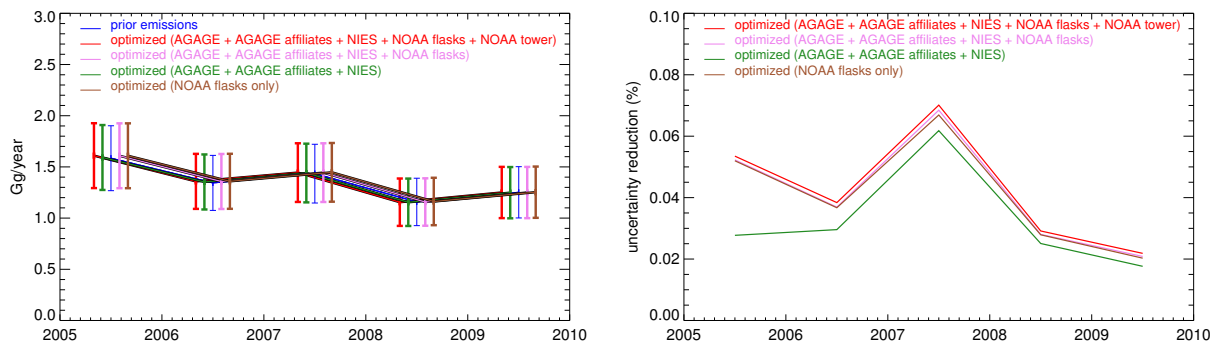 prior emissions
optimized (AGAGE + AGAGE affiliates + NIES + NOAA flasks + NOAA tower)
optimized (AGAGE + AGAGE affiliates + NIES + NOAA flasks)
optimized (AGAGE + AGAGE affiliates + NIES)
optimized (NOAA flasks only)
Gg/year
3.0
2.5
2.0
1.5
1.0
0.5
0.0
2005 2006 2007 2008 2009 2010
optimized (AGAGE + AGAGE affiliates + NIES + NOAA flasks + NOAA tower)
optimized (AGAGE + AGAGE affiliates + NIES + NOAA flasks)
optimized (AGAGE + AGAGE affiliates + NIES)
optimized (NOAA flasks only)
uncertainty reduction (%)
0.10
0.08
0.06
0.04
0.02
0.00
2005 2006 2007 2008 2009 2010